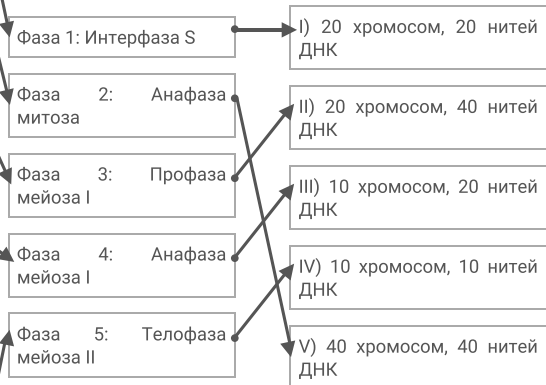 Фаза 1: Интерфаза S
Фаза 2: Анафаза
митоза
Фаза 3: Профаза
мейоза I
Фаза 4: Анафаза
мейоза I
Фаза 5: Телофаза
мейоза II
I) 20 хромосом, 20 нитей
ДНК
II) 20 хромосом, 40 нитей
ДНК
III) 10 хромосом, 20 нитей
ДНК
IV) 10 хромосом, 10 нитей
ДНК
V) 40 хромосом, 40 нитей
ДНК